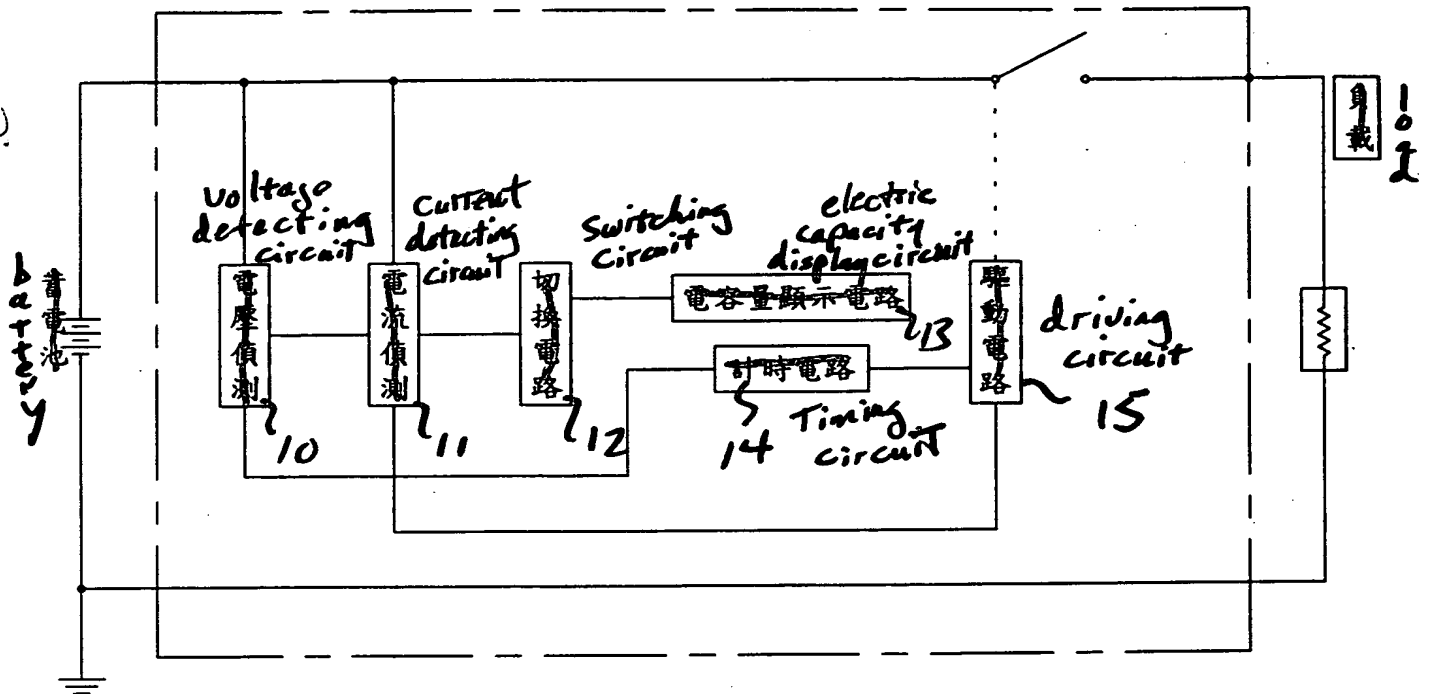 battery
蓄電池
voltage
detecting
circuit
電壓偵測
10
current
detecting
circuit
電流偵測
11
switching
circuit
切換電路
12
electric
capacity
display circuit
電容量顯示電路
13
計時電路
14
Timing
circuit
驅動電路
driving
circuit
15
負載
load